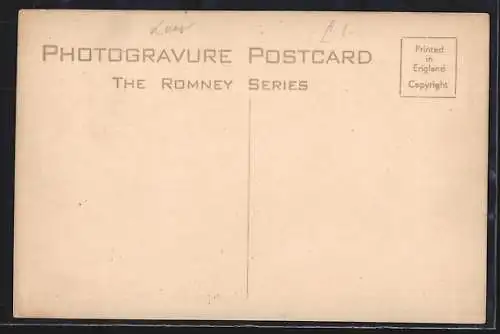 PHOTOGRAVURE POSTCARD
THE ROMNEY SERIES
Printed
in
England
Copyright